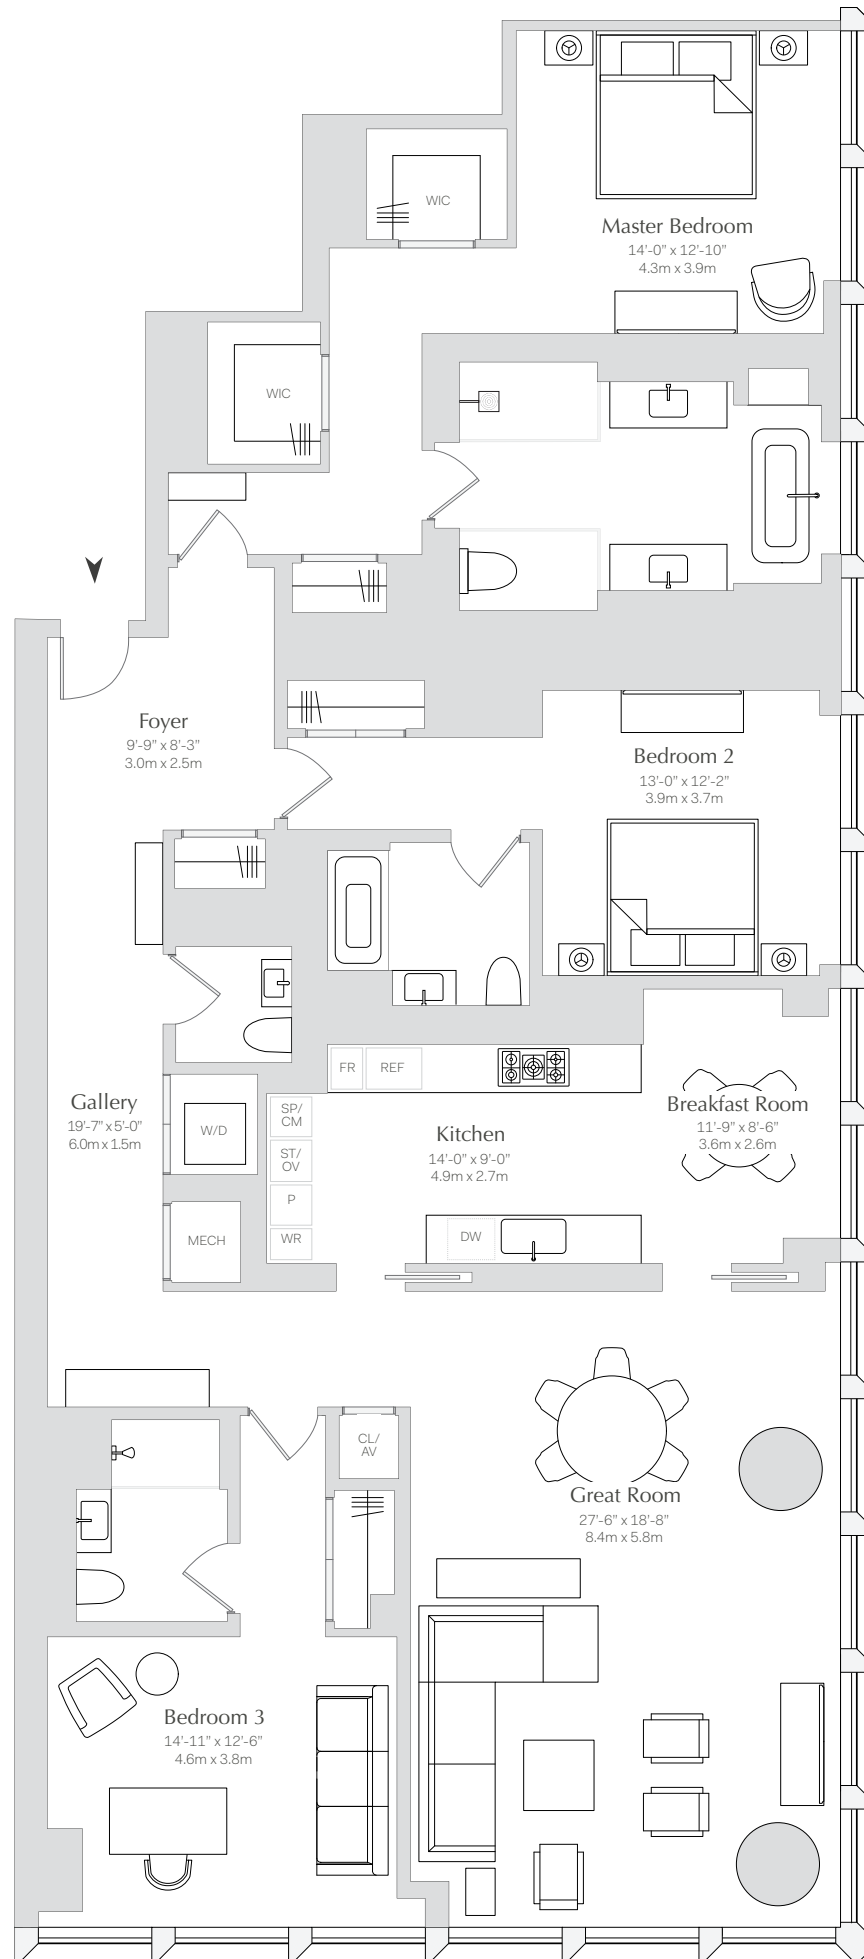 WIC
Master Bedroom
14'-0" x 12'-10"
4.3m x 3.9m
WIC
Foyer
9'-9" x 8'-3"
3.0m x 2.5m
Bedroom 2
13'-0" x 12'-2"
3.9m x 3.7m
FR
REF
Gallery
19'-7" x 5'-0"
6.0m x 1.5m
W/D
SP/
CM
ST/
OV
P
WR
MECH
Kitchen
14'-0" x 9'-0"
4.9m x 2.7m
DW
Breakfast Room
11'-9" x 8'-6"
3.6m x 2.6m
CL/
AV
Great Room
27'-6" x 18'-8"
8.4m x 5.8m
Bedroom 3
14'-11" x 12'-6"
4.6m x 3.8m